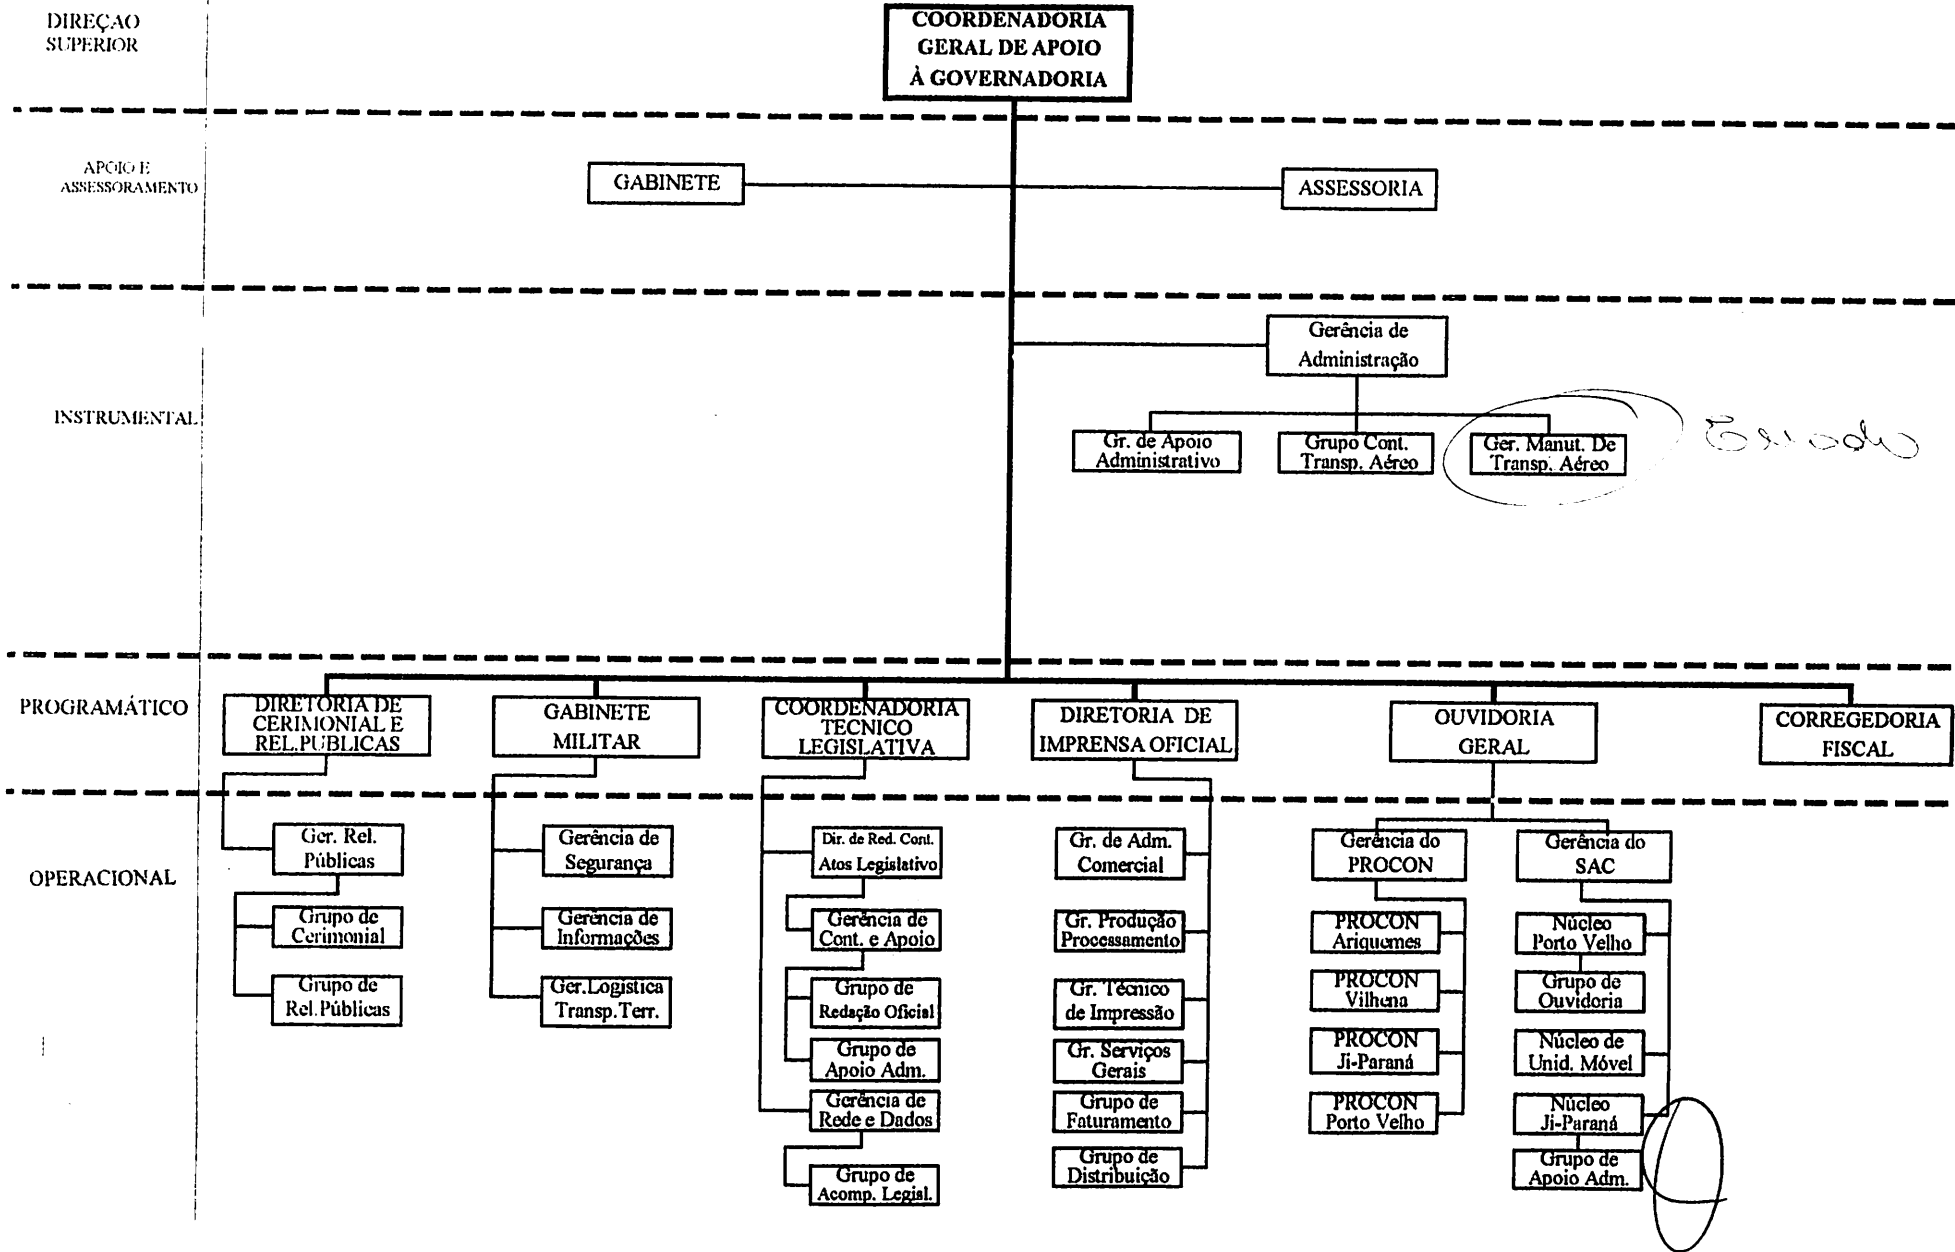 DIREÇAO
SUPERIOR
COORDENADORIA
GERAL DE APOIO
À GOVERNADORIA
APOIO E
ASSESSORAMENTO
GABINETE
ASSESSORIA
INSTRUMENTAL
Gerência de
Administração
Gr. de Apoio
Administrativo
Grupo Cont.
Transp. Aéreo
Ger. Manut. De
Transp. Aéreo
Errado
PROGRAMÁTICO
DIRETORIA DE
CERIMONIAL E
REL.PUBLICAS
GABINETE
MILITAR
COORDENADORIA
TECNICO
LEGISLATIVA
DIRETORIA DE
IMPRENSA OFICIAL
OUVIDORIA
GERAL
CORREGEDORIA
FISCAL
OPERACIONAL
Ger. Rel.
Públicas
Grupo de
Cerimonial
Grupo de
Rel.Públicas
Gerência de
Segurança
Gerência de
Informações
Ger.Logística
Transp.Terr.
Dir. de Red. Cont.
Atos Legislativo
Gerência de
Cont. e Apoio
Grupo de
Redação Oficial
Grupo de
Apoio Adm.
Gerência de
Rede e Dados
Grupo de
Acomp. Legisl.
Gr. de Adm.
Comercial
Gr. Produção
Processamento
Gr. Técnico
de Impressão
Gr. Serviços
Gerais
Grupo de
Faturamento
Grupo de
Distribuição
Gerência do
PROCON
PROCON
Ariquemes
PROCON
Vilhena
PROCON
Ji-Paraná
PROCON
Porto Velho
Gerência do
SAC
Núcleo
Porto Velho
Grupo de
Ouvidoria
Núcleo de
Unid. Móvel
Núcleo
Ji-Paraná
Grupo de
Apoio Adm.